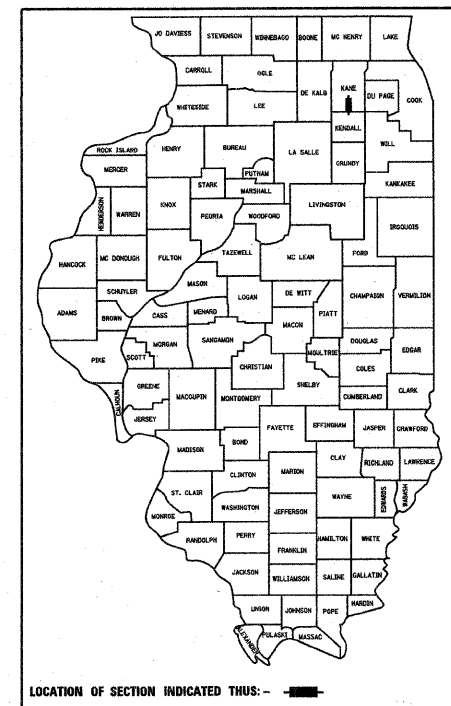 JO DAVIESS STEVENSON WINNEBAGO BOONE MC HENRY LAKE
CARROLL OGLE
DE KALB KANE DU PAGE COOK
WHITESIDE LEE
KENDALL
WILL
ROCK ISLAND HENRY BUREAU LA SALLE GRUNDY
MERCER PUTNAM
STARK MARSHALL KANKAKEE
HENDERSON WARREN KNOX PEORIA WOODFORD LIVINGSTON
IROQUOIS
HANCOCK MC DONOUGH FULTON TAZEWELL MC LEAN FORD
MASON
SCHUYLER LOGAN DE WITT CHAMPAIGN VERMILION
ADAMS BROWN CASS MENARD MACON PIATT
MORGAN SANGAMON DOUGLAS EDGAR
PIKE SCOTT CHRISTIAN MOULTRIE COLES
GREENE MACOUPIN MONTGOMERY SHELBY CUMBERLAND CLARK
CALHOUN JERSEY
FAYETTE EFFINGHAM JASPER CRAWFORD
MADISON BOND CLAY
CLINTON MARION RICHLAND LAWRENCE
ST. CLAIR WAYNE EDWARDS WABASH
WASHINGTON
MONROE JEFFERSON
RANDOLPH PERRY HAMILTON WHITE
FRANKLIN
JACKSON SALINE GALLATIN
WILLIAMSON
UNION JOHNSON POPE HARDIN
ALEXANDER PULASKI MASSAC
LOCATION OF SECTION INDICATED THUS: -